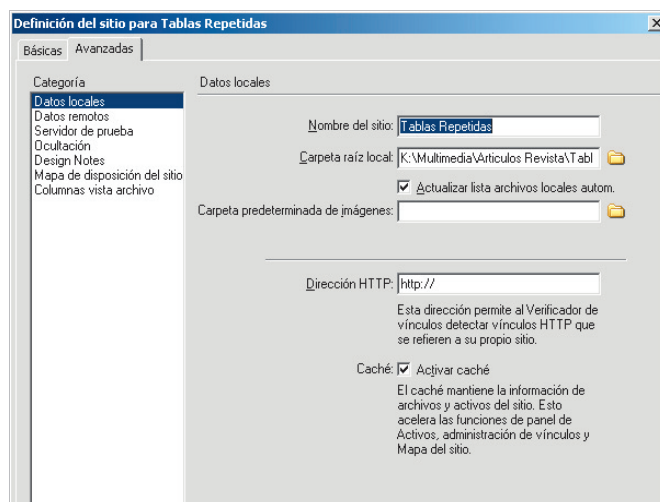 Definición del sitio para Tablas Repetidas
Básicas
Avanzadas
Categoría
Datos locales
Datos remotos
Servidor de prueba
Ocultación
Design Notes
Mapa de disposición del sitio
Columnas vista archivo
Datos locales
Nombre del sitio: Tablas Repetidas
Carpeta raíz local: K:\Multimedia\Articulos Revista\Tabl
Actualizar lista archivos locales autom.
Carpeta predeterminada de imágenes:
Dirección HTTP: http://
Esta dirección permite al Verificador de
vínculos detectar vínculos HTTP que
se refieren a su propio sitio.
Caché: Activar caché
El caché mantiene la información de
archivos y activos del sitio. Esto
acelera las funciones de panel de
Activos, administración de vínculos y
Mapa del sitio.